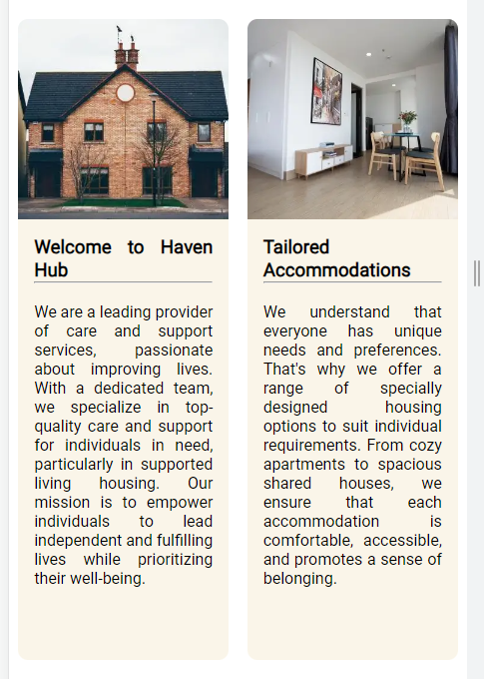 Welcome to Haven
Hub
We are a leading provider
of care and support
services, passionate
about improving lives.
With a dedicated team,
we specialize in top-
quality care and support
for individuals in need,
particularly in supported
living housing. Our
mission is to empower
individuals to lead
independent and fulfilling
lives while prioritizing
their well-being.
Tailored
Accommodations
We understand that
everyone has unique
needs and preferences.
That's why we offer a
range of specially
designed housing
options to suit individual
requirements. From cozy
apartments to spacious
shared houses, we
ensure that each
accommodation is
comfortable, accessible,
and promotes a sense of
belonging.